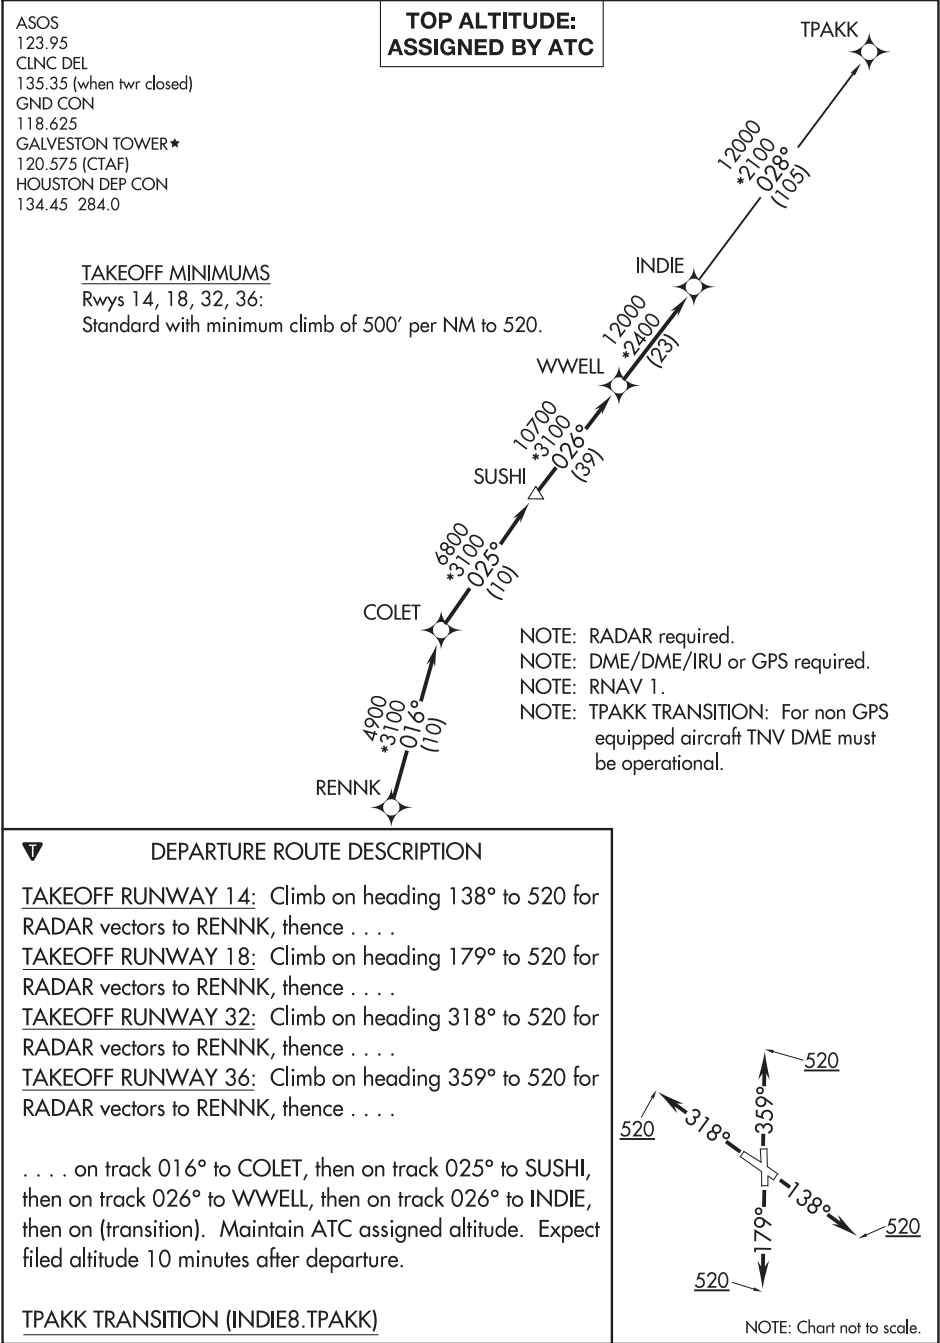 ASOS
123.95
CLNC DEL
135.35 (when twr closed)
GND CON
118.625
GALVESTON TOWER★
120.575 (CTAF)
HOUSTON DEP CON
134.45 284.0
TOP ALTITUDE:
ASSIGNED BY ATC
TPAKK
12000
*2100
028°
(105)
TAKEOFF MINIMUMS
Rwys 14, 18, 32, 36:
Standard with minimum climb of 500' per NM to 520.
INDIE
12000
*2400
(23)
WWELL
10700
*3100
026°
(39)
SUSHI
6800
*3100
025°
(10)
COLET
4900
*3100
016°
(10)
RENNK
NOTE: RADAR required.
NOTE: DME/DME/IRU or GPS required.
NOTE: RNAV 1.
NOTE: TPAKK TRANSITION: For non GPS
equipped aircraft TNV DME must
be operational.
T
DEPARTURE ROUTE DESCRIPTION
TAKEOFF RUNWAY 14: Climb on heading 138° to 520 for
RADAR vectors to RENNK, thence . . . .
TAKEOFF RUNWAY 18: Climb on heading 179° to 520 for
RADAR vectors to RENNK, thence . . . .
TAKEOFF RUNWAY 32: Climb on heading 318° to 520 for
RADAR vectors to RENNK, thence . . . .
TAKEOFF RUNWAY 36: Climb on heading 359° to 520 for
RADAR vectors to RENNK, thence . . . .
. . . . on track 016° to COLET, then on track 025° to SUSHI,
then on track 026° to WWELL, then on track 026° to INDIE,
then on (transition). Maintain ATC assigned altitude. Expect
filed altitude 10 minutes after departure.
TPAKK TRANSITION (INDIE8.TPAKK)
520
359°
520
318°
138°
520
179°
520
NOTE: Chart not to scale.